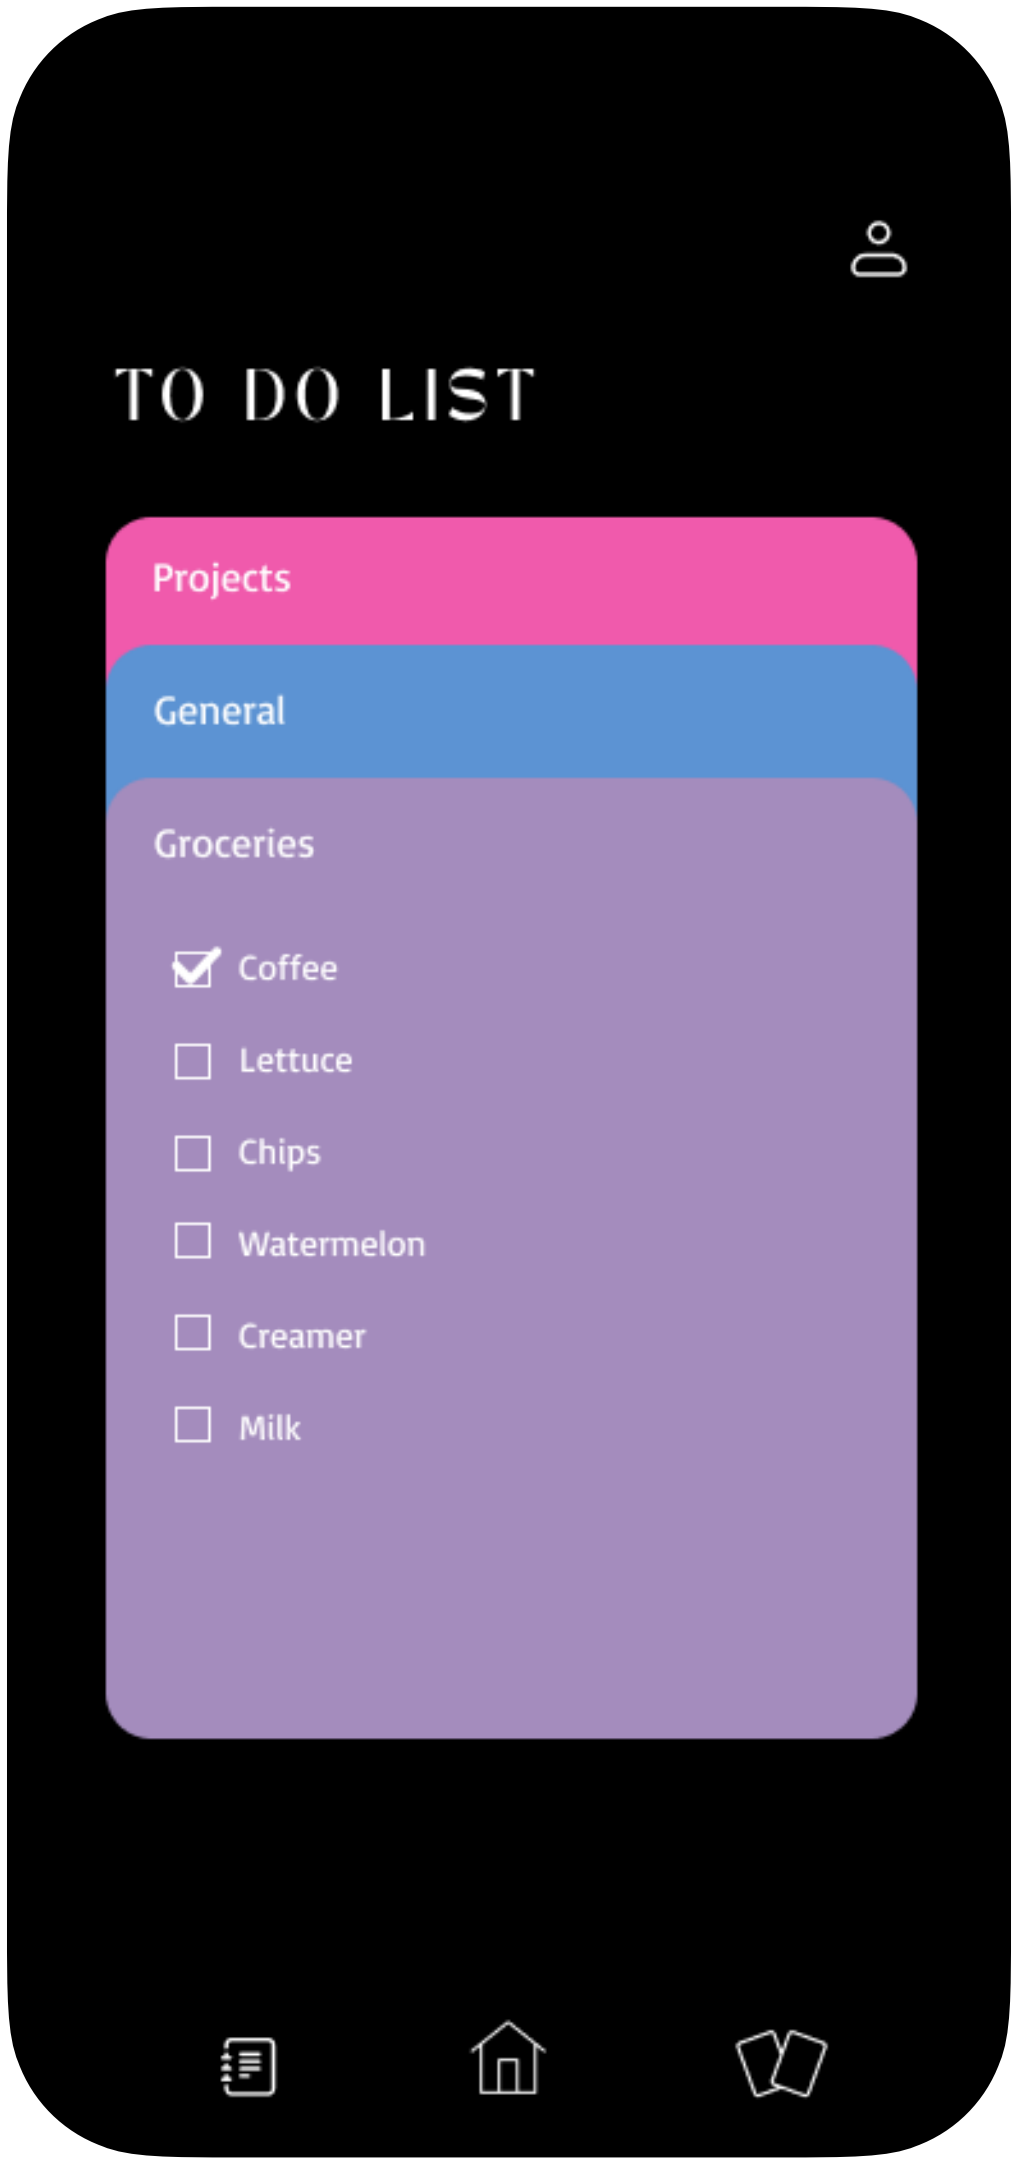 TO DO LIST
Projects
General
Groceries
Coffee
Lettuce
Chips
Watermelon
Creamer
Milk